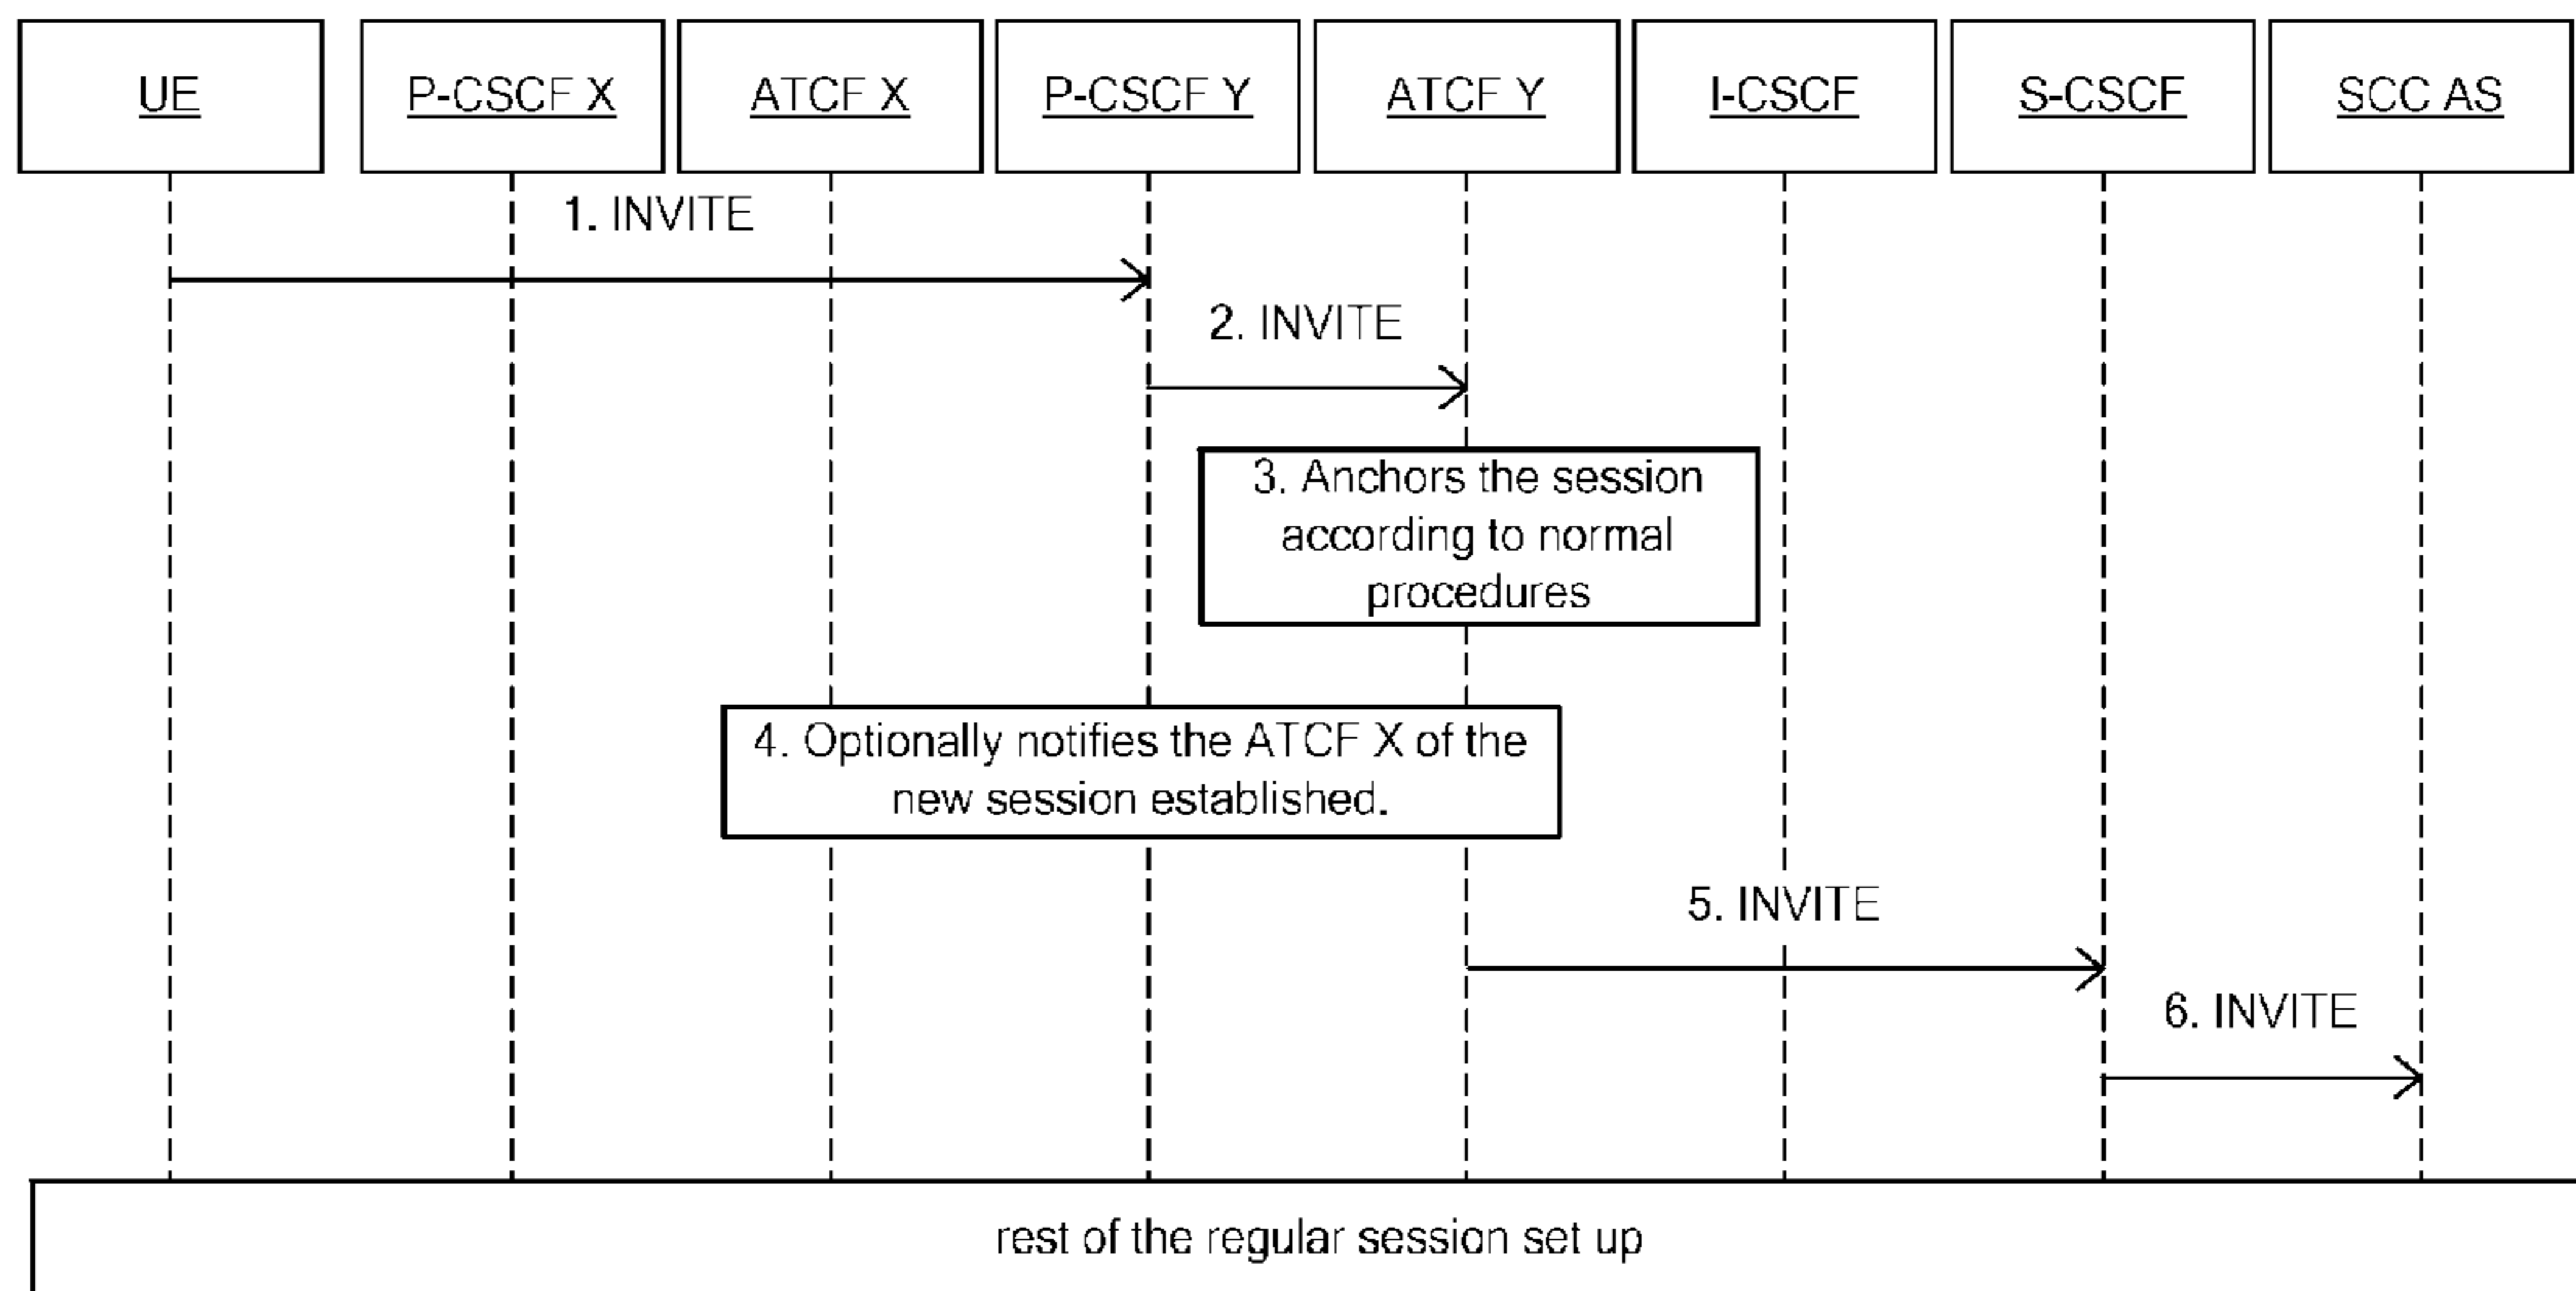 UE
P-CSCF X
ATCF X
P-CSCF Y
ATCF Y
I-CSCF
S-CSCF
SCC AS
1. INVITE
2. INVITE
3. Anchors the session
according to normal
procedures
4. Optionally notifies the ATCF X of the
new session established.
5. INVITE
6. INVITE
rest of the regular session set up